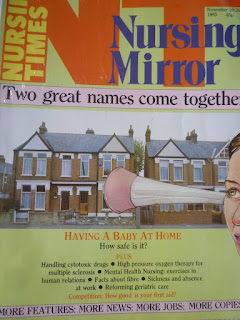 NURSING TIMES
NT
Nursing
Mirror
November
45p
Two great names come together
HAVING A BABY AT HOME
How safe is it?
PLUS
Handling cytotoxic drugs ♦ High pressure oxygen therapy for
multiple sclerosis ♦ Mental Health Nursing: exercises in
human relations ♦ Facts about fibre ♦ Sickness and absence
at work ♦ Reforming geriatric care
Competition: How good is your first aid?
MORE FEATURES: MORE NEWS: MORE JOBS: MORE COPIES